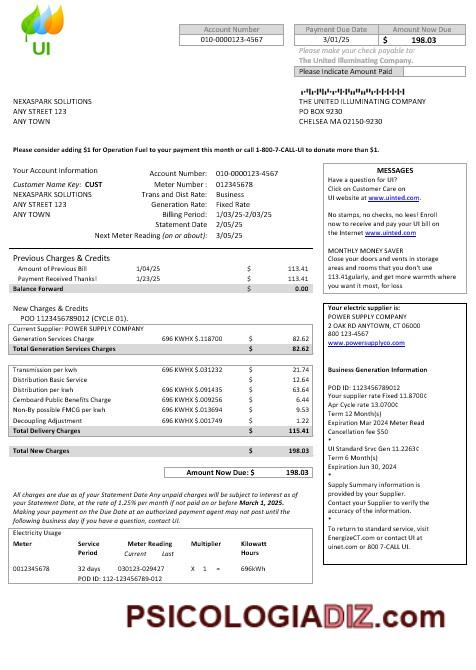 UI
Account Number
010-0000123-4567
Payment Due Date Amount Now Due
3/01/25 $ 198.03
Please make your check payable to:
The United Illuminating Company.
Please Indicate Amount Paid
NEXASPARK SOLUTIONS
ANY STREET 123
ANY TOWN
THE UNITED ILLUMINATING COMPANY
PO BOX 9230
CHELSEA MA 02150-9230
Please consider adding $1 for Operation Fuel to your payment this month or call 1-800-7-CALL-UI to donate more than $1.
Your Account Information
Customer Name Key: CUST
NEXASPARK SOLUTIONS
ANY STREET 123
ANY TOWN
Account Number: 010-0000123-4567
Meter Number : 012345678
Trans and Dist Rate: Business
Generation Rate: Fixed Rate
Billing Period: 1/03/25-2/03/25
Statement Date 2/05/25
Next Meter Reading (on or about): 3/05/25
MESSAGES
Have a question for UI?
Click on Customer Care on
UI website at www.uinted.com.
No stamps, no checks, no lees! Enroll
now to receive and pay your UI bill on
the Internet www.uinted.com
MONTHLY MONEY SAVER
Close your doors and vents in storage
areas and rooms that you don't use
113.41gularly, and get more warmth where
you want it most, for loss
Previous Charges & Credits
Amount of Previous Bill 1/04/25 $ 113.41
Payment Received Thanks! 1/23/25 $ 113.41
Balance Forward $ 0.00
New Charges & Credits
POD 1123456789012 (CYCLE 01).
Current Supplier: POWER SUPPLY COMPANY
Generation Services Charge 696 KWHX $.118700 $ 82.62
Total Generation Services Charges $ 82.62
Transmission per kwh 696 KWHX $.031232 $ 21.74
Distribution Basic Service $ 12.64
Distribution per kwh 696 KWHX $.091435 $ 63.64
Cemboard Public Benefits Charge 696 KWHX $.009256 $ 6.44
Non-By possible FMCG per kwh 696 KWHX $.013694 $ 9.53
Decoupling Adjustment 696 KWHX $.001749 $ 1.22
Total Delivery Charges $ 115.41
Total New Charges $ 198.03
Amount Now Due: $ 198.03
Your electric supplier is:
POWER SUPPLY COMPANY
2 OAK RD ANYTOWN, CT 06000
800 123-4567
www.powersupplyco.com
Business Generation Information
POD ID: 1123456789012
Your supplier rate Fixed 11.8700¢
Apr Cycle rate 13.0700¢
Term 12 Month(s)
Expiration Mar 2024 Meter Read
Cancellation fee $50
*
UI Standard Srvc Gen 11.2263¢
Term 6 Month(s)
Expiration Jun 30, 2024
*
Supply Summary information is
provided by your Supplier.
Contact your Supplier to verify the
accuracy of the information.
*
To return to standard service, visit
EnergizeCT.com or contact UI at
uinet.com or 800 7-CALL UI.
All charges are due as of your Statement Date Any unpaid charges will be subject to interest as of
your Statement Date, at the rate of 1.25% per month if not paid on or before March 1, 2025.
Making your payment on the Due Date at an authorized payment agent may not post until the
following business day if you have a question, contact UI.
Electricity Usage
Meter Service Period Meter Reading Current Last Multiplier Kilowatt Hours
0012345678 32 days 030123-029427 X 1 = 696kWh
POD ID: 112-123456789-012
PSICOLOGIADIZ.com